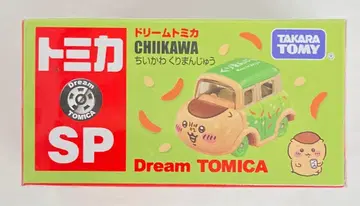 トミカ
Dream
TOMICA
SP
ドリームトミカ
CHIIKAWA
ちいかわ くりまんじゅう
TAKARA
TOMY
Dream TOMICA